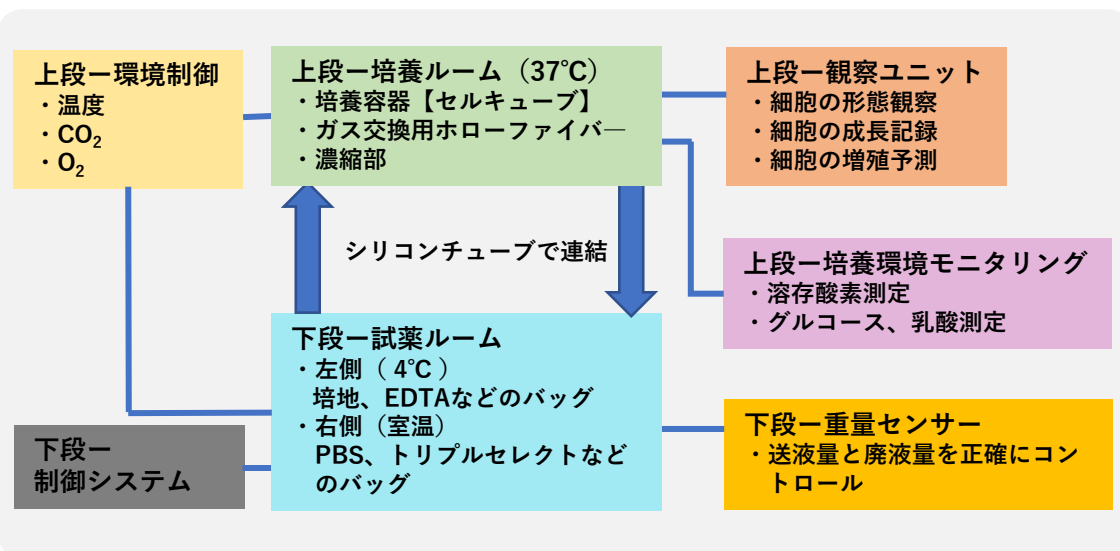 上段ー環境制御
・温度
・CO₂
・O₂
上段ー培養ルーム（37℃）
・培養容器【セルキューブ】
・ガス交換用ホローファイバ―
・濃縮部
上段ー観察ユニット
・細胞の形態観察
・細胞の成長記録
・細胞の増殖予測
シリコンチューブで連結
上段ー培養環境モニタリング
・溶存酸素測定
・グルコース、乳酸測定
下段ー試薬ルーム
・左側（ 4℃ ）
培地、EDTAなどのバッグ
・右側（室温）
PBS、トリプルセレクトなど
のバッグ
下段ー
制御システム
下段ー重量センサー
・送液量と廃液量を正確にコン
トロール